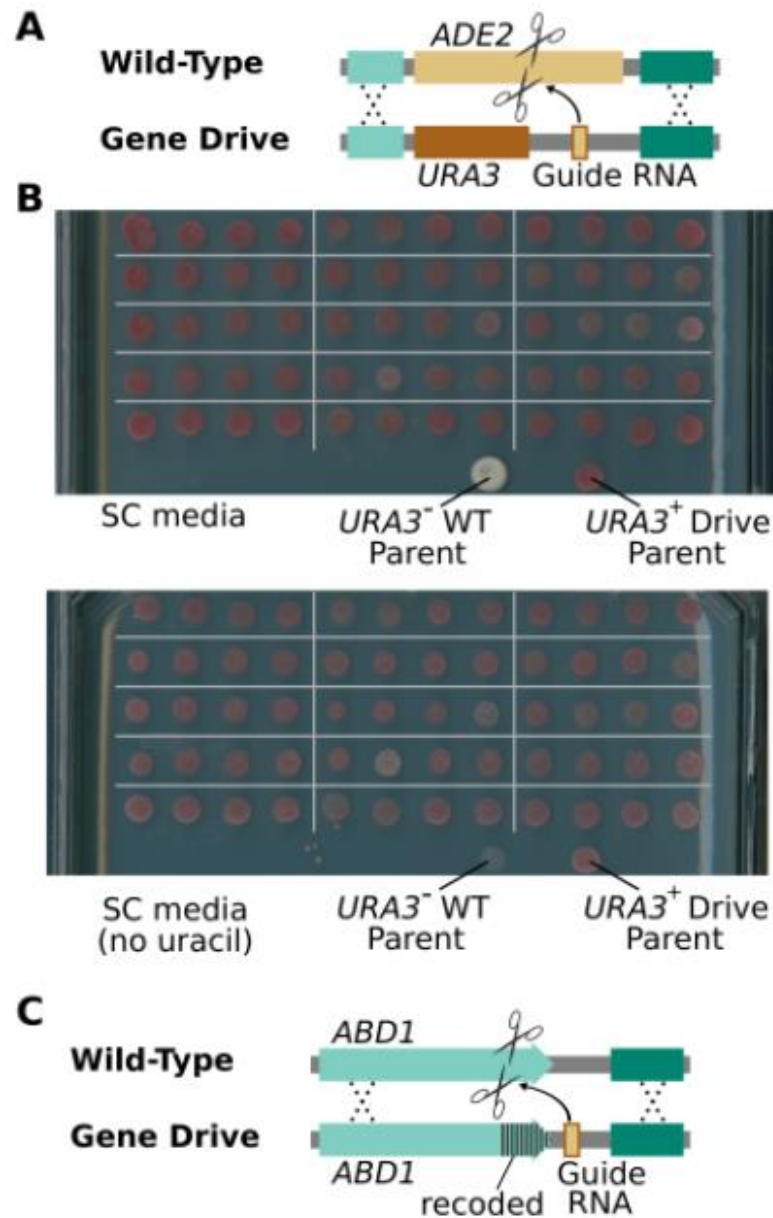 A
ADE2
Wild-Type
Gene Drive
URA3 Guide RNA
B
SC media
URA3⁻ WT
Parent
URA3⁺ Drive
Parent
SC media
(no uracil)
URA3⁻ WT
Parent
URA3⁺ Drive
Parent
C
ABD1
Wild-Type
Gene Drive
ABD1
recoded
Guide
RNA